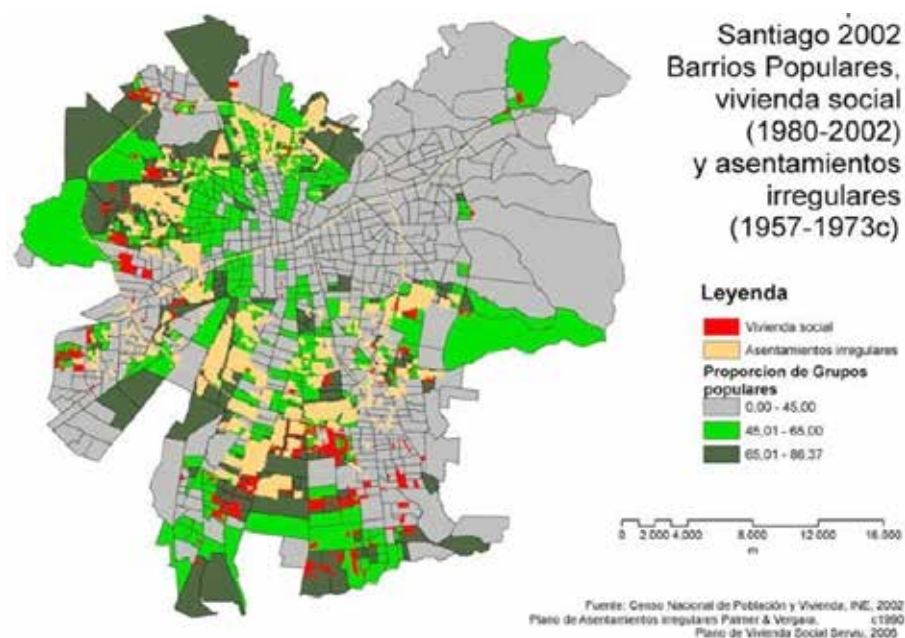 Santiago 2002
Barrios Populares,
vivienda social
(1980-2002)
y asentamientos
irregulares
(1957-1973c)
Leyenda
Vivienda social
Asentamientos irregulares
Proporcion de Grupos
populares
0,00 - 45,00
45,01 - 65,00
65,01 - 86,37
0 2.000 4.000 8.000 12.000 16.000
m
Fuente: Censo Nacional de Población y Vivienda, INE, 2002
Plano de Asentamientos Irregulares Palmer & Vergara, c1990
Plano de Vivienda Social Serviu, 2005